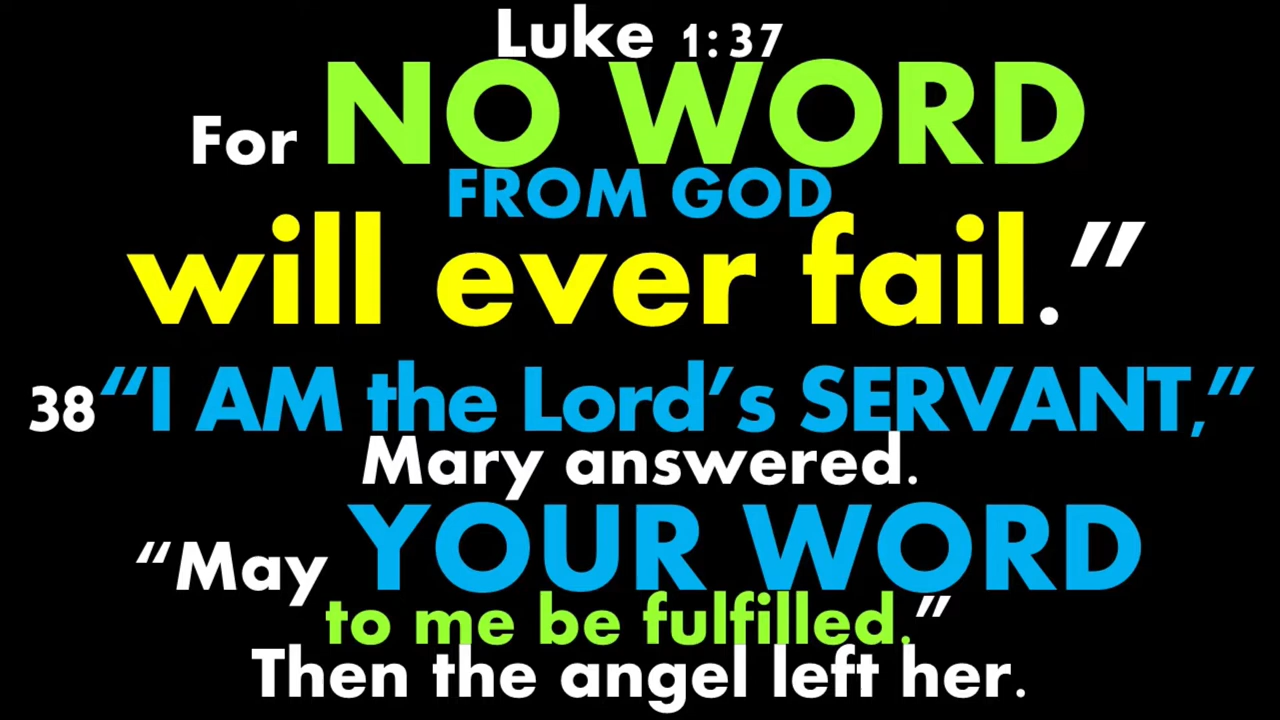 Luke 1:37
For NO WORD
FROM GOD
will ever fail.”
38“I AM the Lord’s SERVANT,”
Mary answered.
“May YOUR WORD
to me be fulfilled.”
Then the angel left her.